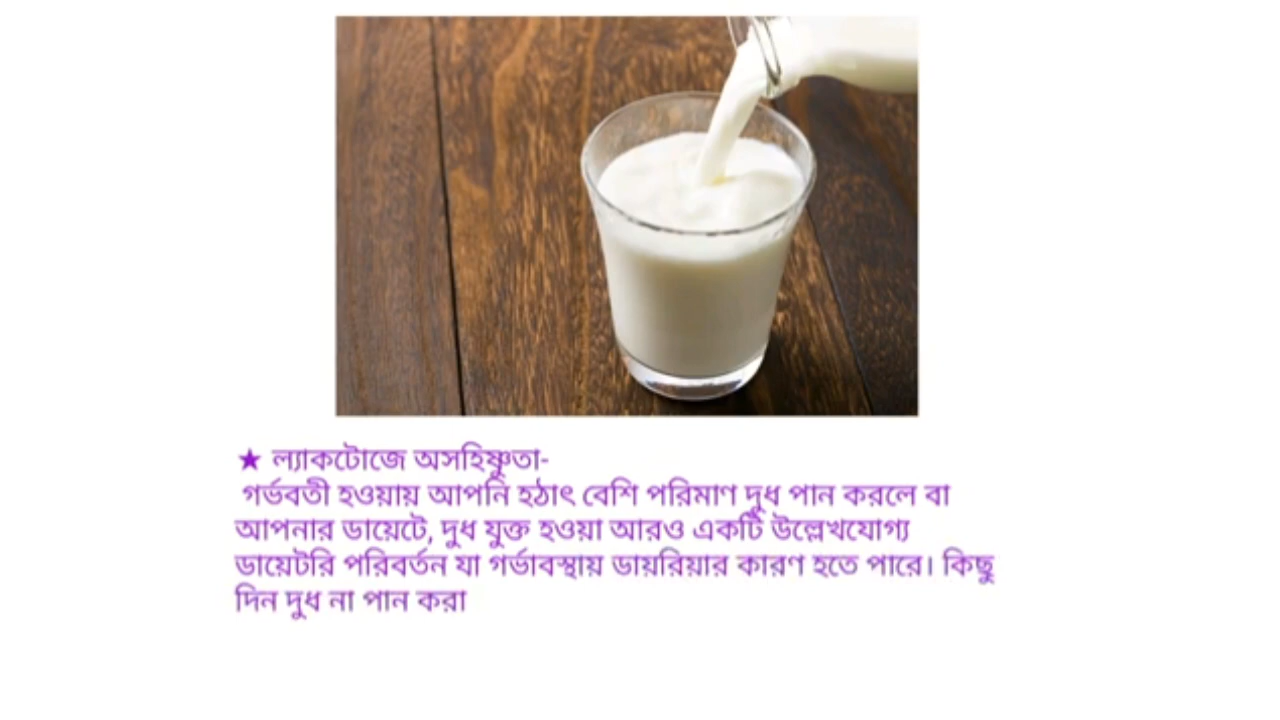 ★ ল্যাকটোজে অসহিষ্ণুতা-
গর্ভবতী হওয়ায় আপনি হঠাৎ বেশি পরিমাণ দুধ পান করলে বা
আপনার ডায়েটে, দুধ যুক্ত হওয়া আরও একটি উল্লেখযোগ্য
ডায়েটরি পরিবর্তন যা গর্ভাবস্থায় ডায়রিয়ার কারণ হতে পারে। কিছু
দিন দুধ না পান করা